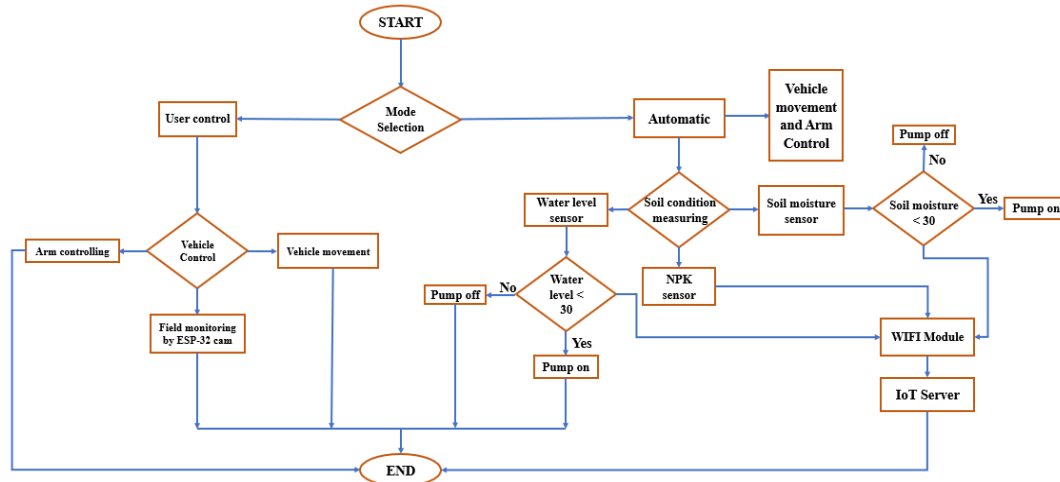 START
Mode
Selection
User control
Automatic
Vehicle
movement
and Arm
Control
Pump off
No
Soil moisture
< 30
Yes
Pump on
Water level
sensor
Soil condition
measuring
Soil moisture
sensor
Arm controlling
Vehicle
Control
Vehicle movement
NPK
sensor
Water
level <
30
No
Pump off
Yes
Pump on
Field monitoring
by ESP-32 cam
WIFI Module
IoT Server
END